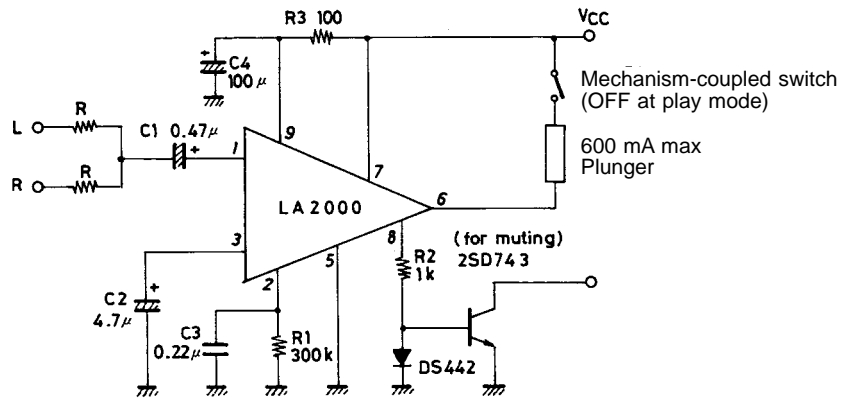 R3 100
VCC
C4
100μ
Mechanism-coupled switch
(OFF at play mode)
L
R
C1 0.47μ
R
R
600 mA max
Plunger
1
9
7
6
LA2000
3
2
5
8
(for muting)
2SD743
R2
1k
C2
4.7μ
C3
0.22μ
R1
300k
DS442
+
+
+